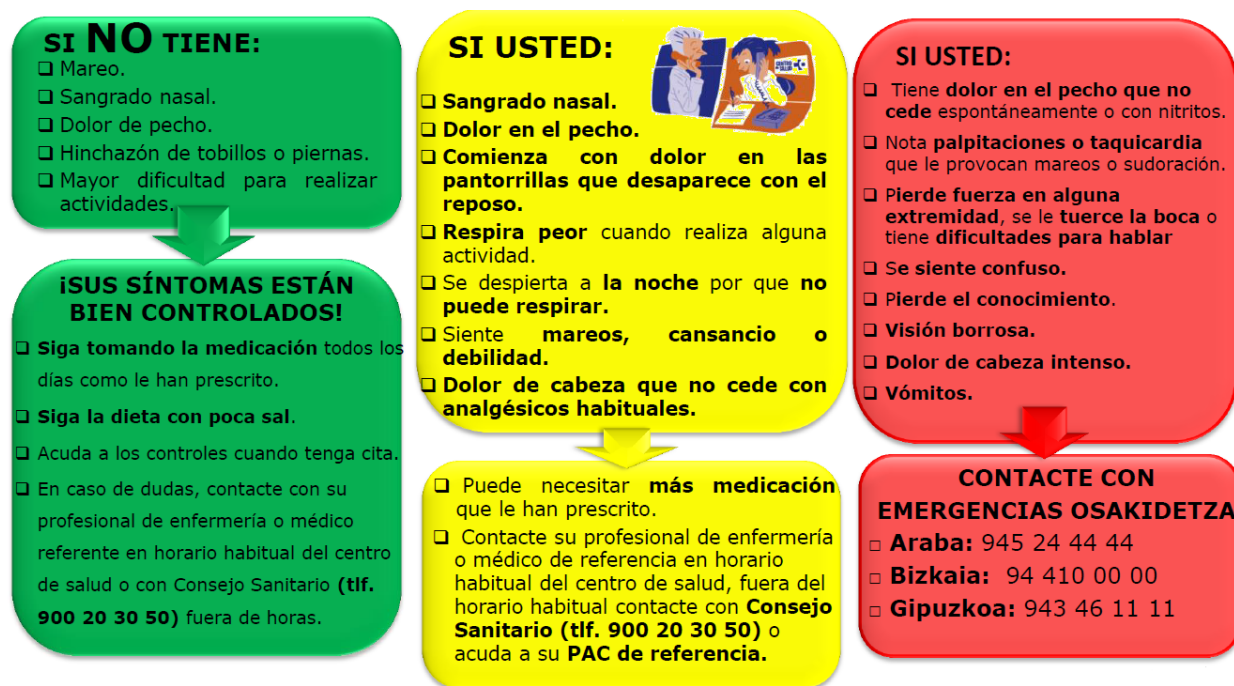 SI NO TIENE:
❑ Mareo.
❑ Sangrado nasal.
❑ Dolor de pecho.
❑ Hinchazón de tobillos o piernas.
❑ Mayor dificultad para realizar
actividades.
¡SUS SÍNTOMAS ESTÁN
BIEN CONTROLADOS!
❑ Siga tomando la medicación todos los
días como le han prescrito.
❑ Siga la dieta con poca sal.
❑ Acuda a los controles cuando tenga cita.
❑ En caso de dudas, contacte con su
profesional de enfermería o médico
referente en horario habitual del centro
de salud o con Consejo Sanitario (tlf.
900 20 30 50) fuera de horas.
SI USTED:
❑ Sangrado nasal.
❑ Dolor en el pecho.
❑ Comienza con dolor en las
pantorrillas que desaparece con el
reposo.
❑ Respira peor cuando realiza alguna
actividad.
❑ Se despierta a la noche por que no
puede respirar.
❑ Siente mareos, cansancio o
debilidad.
❑ Dolor de cabeza que no cede con
analgésicos habituales.
❑ Puede necesitar más medicación
que le han prescrito.
❑ Contacte su profesional de enfermería
o médico de referencia en horario
habitual del centro de salud, fuera del
horario habitual contacte con Consejo
Sanitario (tlf. 900 20 30 50) o
acuda a su PAC de referencia.
SI USTED:
❑ Tiene dolor en el pecho que no
cede espontáneamente o con nitritos.
❑ Nota palpitaciones o taquicardia
que le provocan mareos o sudoración.
❑ Pierde fuerza en alguna
extremidad, se le tuerce la boca o
tiene dificultades para hablar
❑ Se siente confuso.
❑ Pierde el conocimiento.
❑ Visión borrosa.
❑ Dolor de cabeza intenso.
❑ Vómitos.
CONTACTE CON
EMERGENCIAS OSAKIDETZA
□ Araba: 945 24 44 44
□ Bizkaia: 94 410 00 00
□ Gipuzkoa: 943 46 11 11